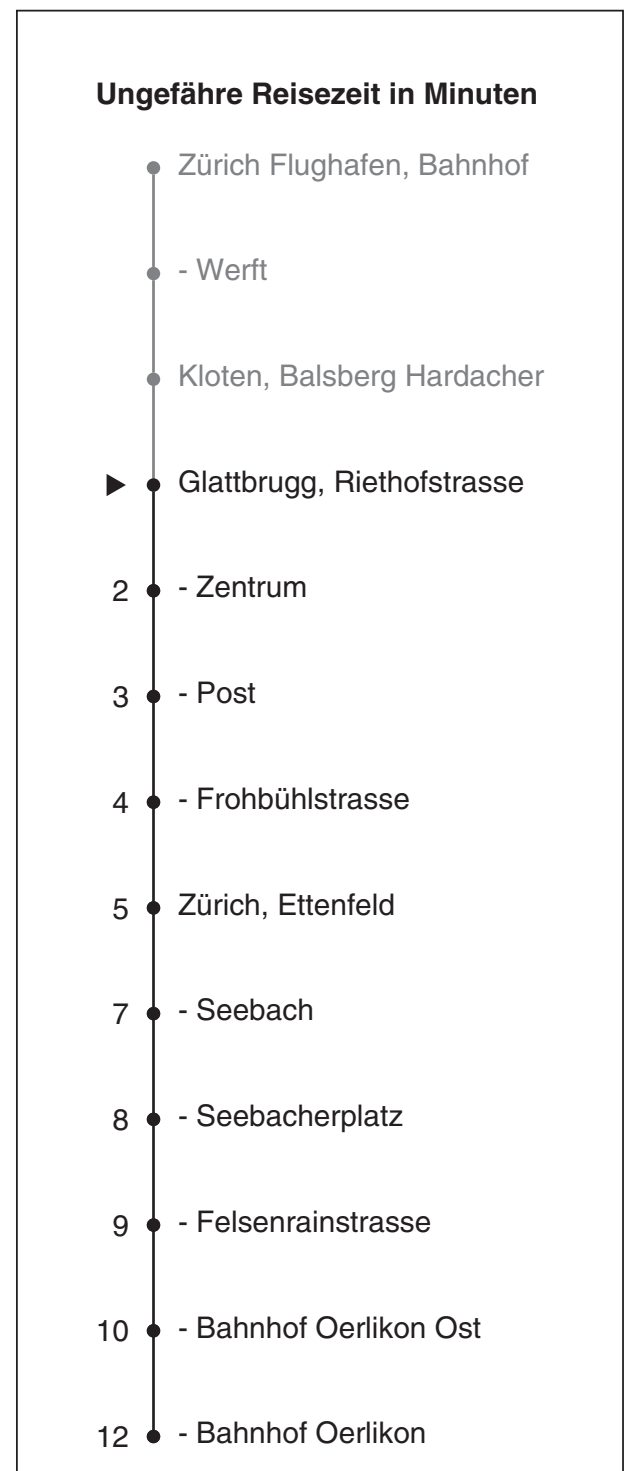 Ungefähre Reisezeit in Minuten
Zürich Flughafen, Bahnhof
- Werft
Kloten, Balsberg Hardacher
Glattbrugg, Riethofstrasse
2 - Zentrum
3 - Post
4 - Frohbühlstrasse
5 Zürich, Ettenfeld
7 - Seebach
8 - Seebacherplatz
9 - Felsenrainstrasse
10 - Bahnhof Oerlikon Ost
12 - Bahnhof Oerlikon